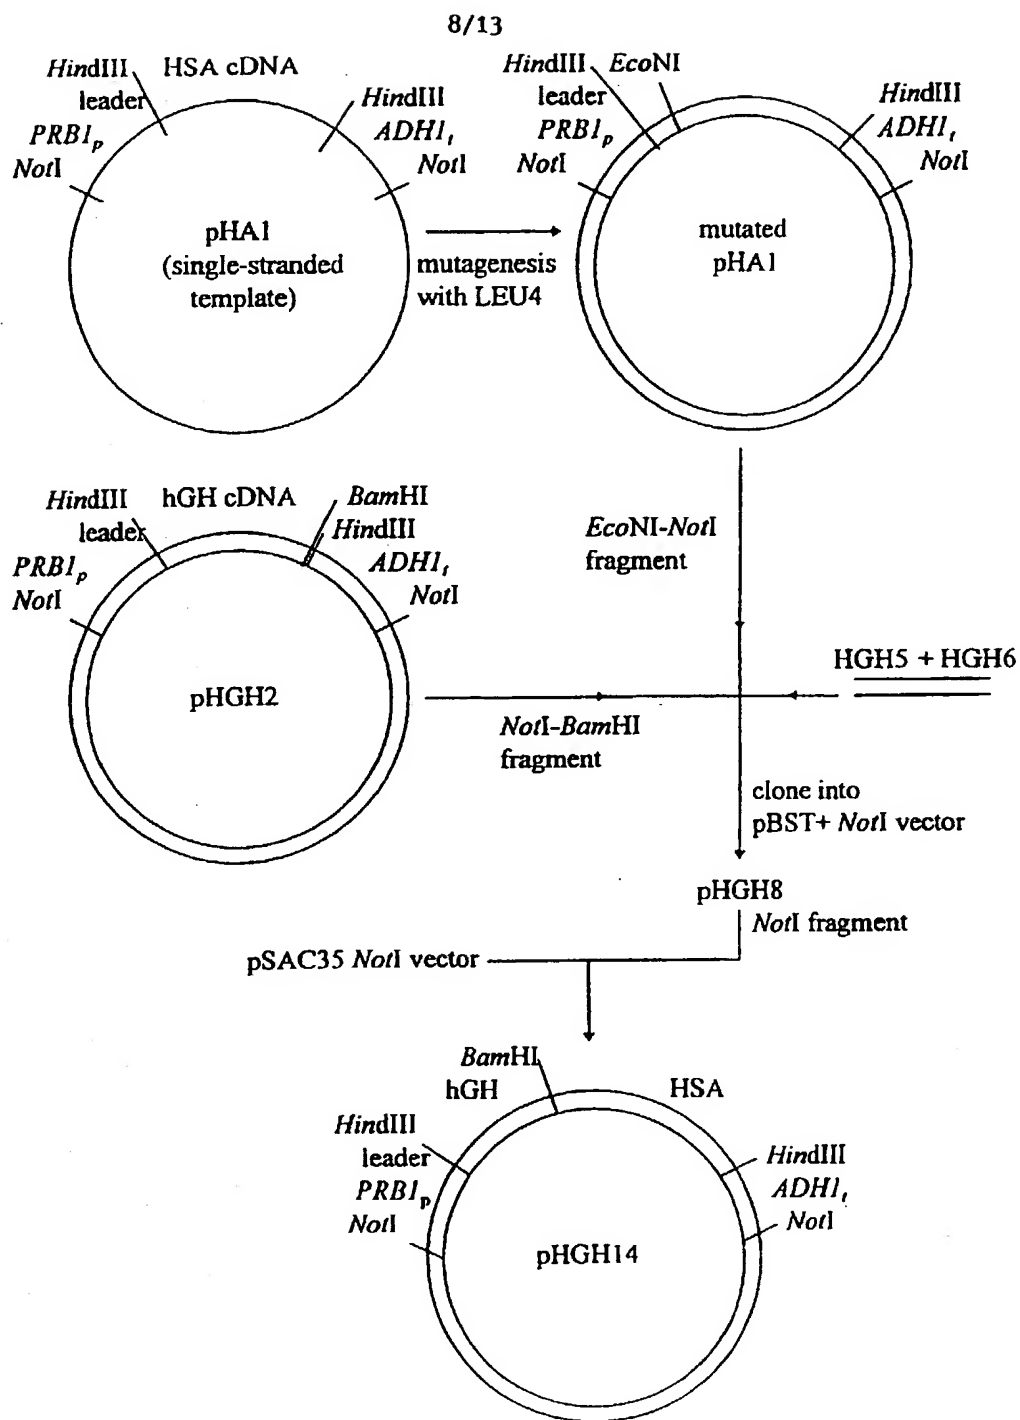 8/13
HindIII HSA cDNA
leader
PRB1p
NotI
HindIII
ADH1t
NotI
pHA1
(single-stranded
template)
mutagenesis
with LEU4
HindIII EcoNI
leader
PRB1p
NotI
HindIII
ADH1t
NotI
mutated
pHA1
HindIII hGH cDNA BamHI
leader
HindIII
PRB1p
ADH1t
NotI
NotI
pHGH2
EcoNI-NotI
fragment
HGH5 + HGH6
NotI-BamHI
fragment
clone into
pBST+ NotI vector
pHGH8
NotI fragment
pSAC35 NotI vector
BamHI
hGH
HSA
HindIII
leader
PRB1p
NotI
HindIII
ADH1t
NotI
pHGH14